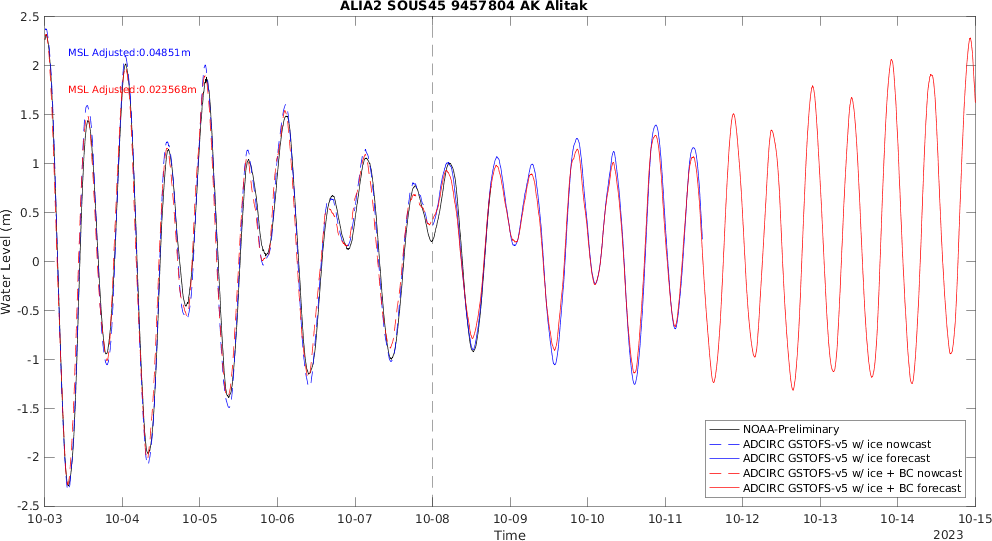 ALIA2 SOUS45 9457804 AK Alitak
MSL Adjusted:0.04851m
MSL Adjusted:0.023568m
Water Level (m)
2.5
2
1.5
1
0.5
0
-0.5
-1
-1.5
-2
-2.5
NOAA-Preliminary
ADCIRC GSTOFS-v5 w/ ice nowcast
ADCIRC GSTOFS-v5 w/ ice forecast
ADCIRC GSTOFS-v5 w/ ice + BC nowcast
ADCIRC GSTOFS-v5 w/ ice + BC forecast
10-03 10-04 10-05 10-06 10-07 10-08 10-09 10-10 10-11 10-12 10-13 10-14 10-15
Time
2023